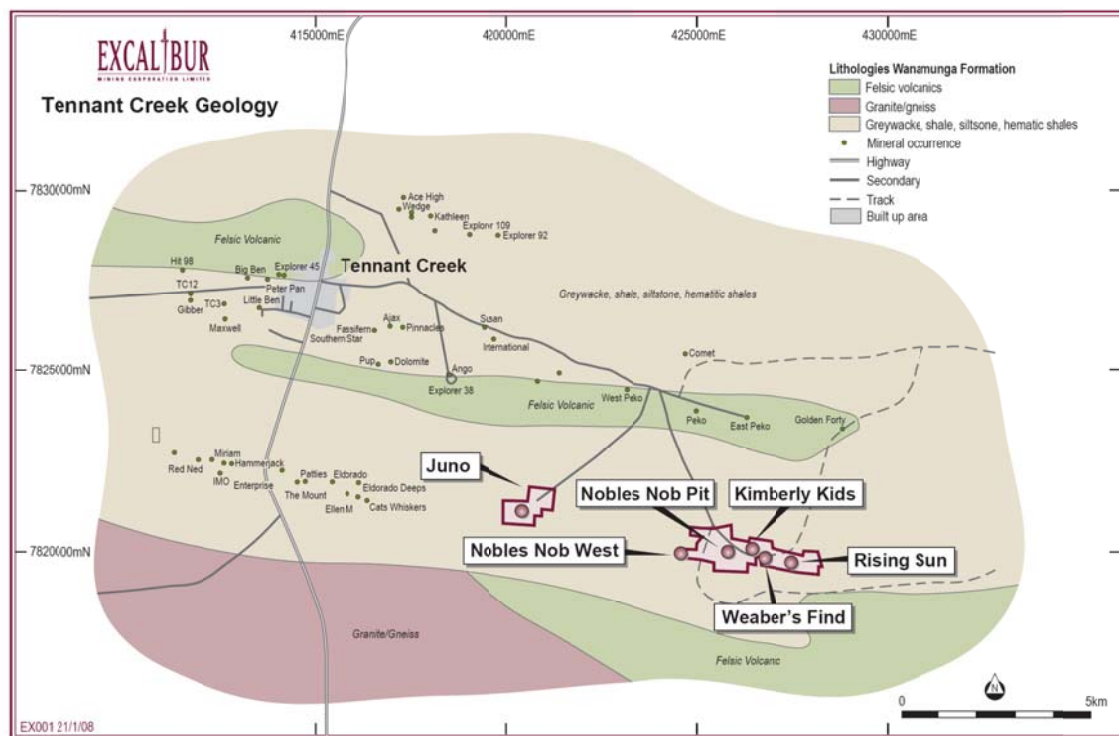 EXCALIBUR
MINING CORPORATION LIMITED
Tennant Creek Geology
415000mE
420000mE
425000mE
430000mE
Lithologies Wanamunga Formation
Felsic volcanics
Granite/gneiss
Greywacke, shale, siltsone, hematic shales
Mineral occurrence
Highway
Secondary
Track
Built up area
7830000mN
7825000mN
7820000mN
Ace High
Wedge
Kathleen
Explorer 109
Explorer 92
Felsic Volcanic
Hit 98
Big Ben
Explorer 45
Tennant Creek
Peter Pan
TC12
Gibbet
TC3
Little Ben
Maxwell
Greywacke, shale, siltstone, hematitic shales
Southern Star
Fassifern
Ajax
Pinnacles
Susan
International
Pup
Dolomite
Ango
Explorer 38
Comet
Felsic Volcanic
West Peko
Peko
East Peko
Golden Forty
Miriam
Red Ned
Hammerjack
IMO
Enterprise
Patties
Eldorado
The Mount
Eldorado Deeps
Ellen M
Cats Whiskers
Juno
Nobles Nob Pit
Kimberly Kids
Nobles Nob West
Rising Sun
Weaber's Find
Granite/Gneiss
Felsic Volcanc
N
0
5km
EX001 21/1/08